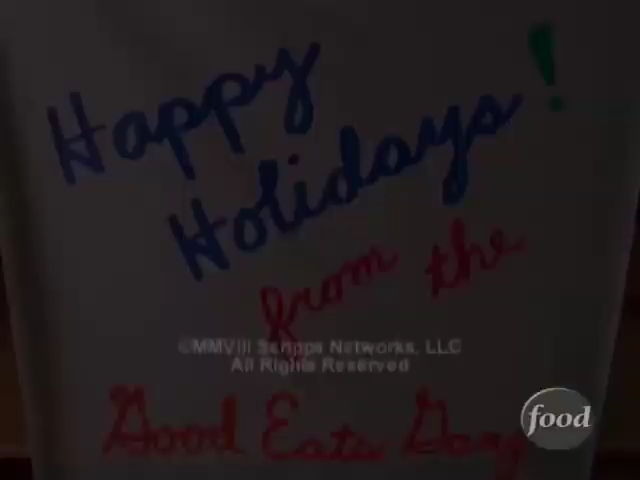 Happy
Holidays!
from the
©MMVIII Scripps Networks, LLC
All Rights Reserved
Good Eats Gang
food